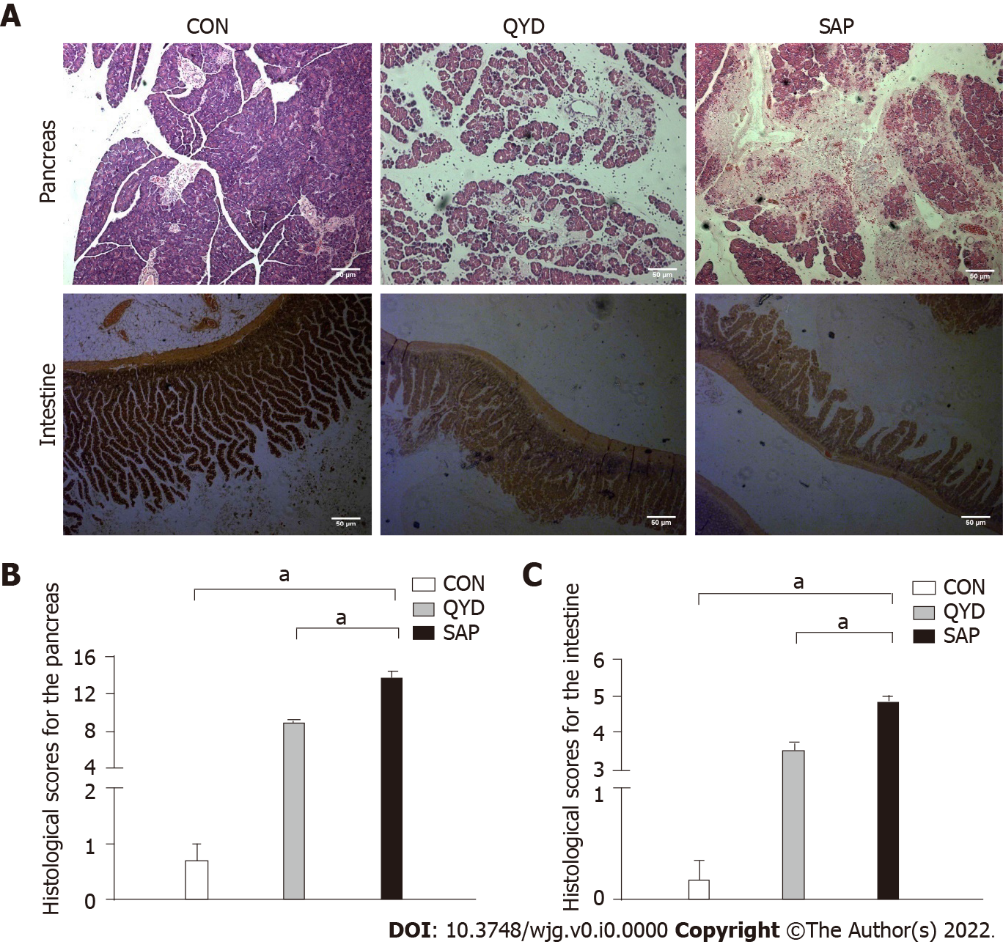 A
CON QYD SAP
Pancreas
50 µm 50 µm 50 µm
Intestine
50 µm 50 µm 50 µm
B
Histological scores for the pancreas
a
a
CON
QYD
SAP
16
12
8
4
2
1
0
C
Histological scores for the intestine
a
a
CON
QYD
SAP
6
5
4
3
1
0
DOI: 10.3748/wjg.v0.i0.0000 Copyright ©The Author(s) 2022.